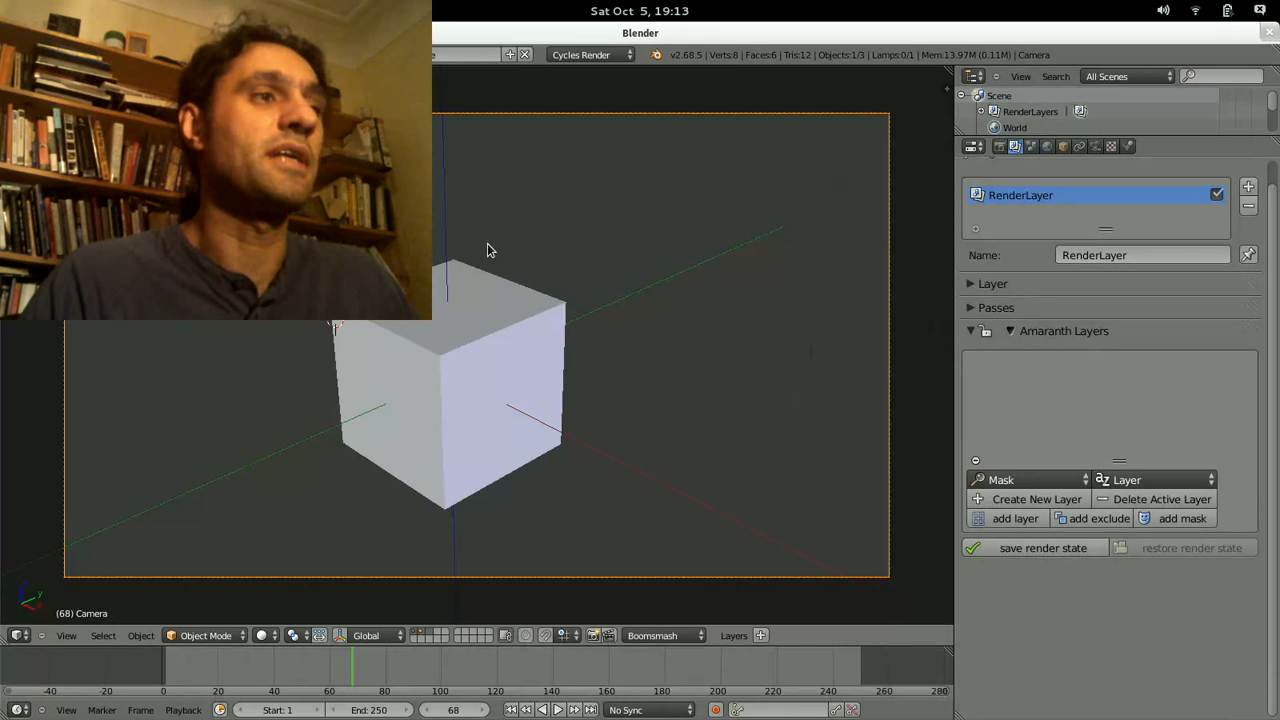 Sat Oct 5, 19:13
Blender
Cycles Render
v2.68.5 | Verts:8 | Faces:6 | Tris:12 | Objects:1/3 | Lamps:0/1 | Mem:13.97M (0.11M) | Camera
View Search All Scenes
Scene
RenderLayers
World
RenderLayer
Name: RenderLayer
Layer
Passes
Amaranth Layers
Mask Layer
Create New Layer Delete Active Layer
add layer add exclude add mask
save render state restore render state
(68) Camera
View Select Object Object Mode Global Boomsmash Layers
-40 -20 0 20 40 60 80 100 120 140 160 180 200 220 240 260 280
View Marker Frame Playback Start: 1 End: 250 68 No Sync